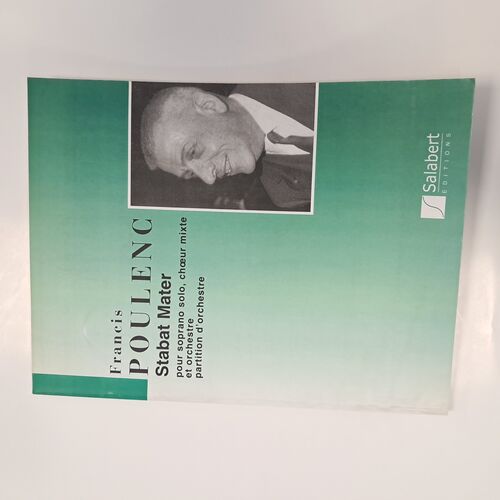 Francis
POULENC
Stabat Mater
pour soprano solo, chœur mixte
et orchestre
partition d'orchestre
Salabert
EDITIONS